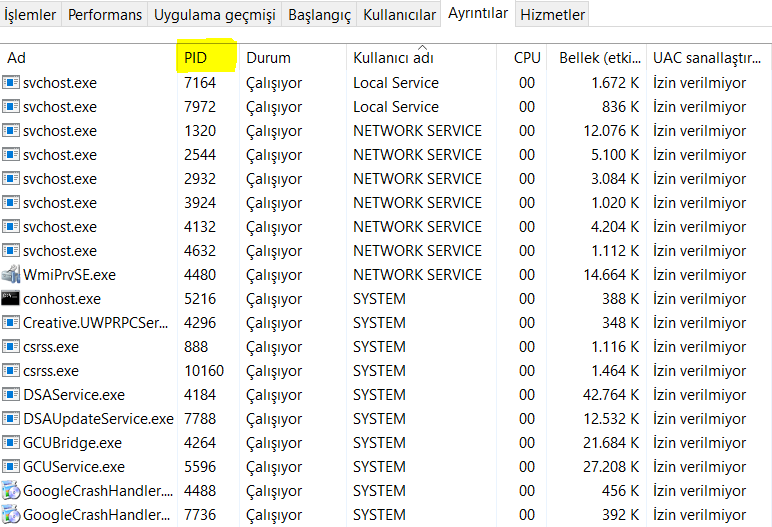 İşlemler Performans Uygulama geçmişi Başlangıç Kullanıcılar Ayrıntılar Hizmetler
Ad PID Durum Kullanıcı adı CPU Bellek (etki... UAC sanallaştır...
svchost.exe 7164 Çalışıyor Local Service 00 1.672 K İzin verilmiyor
svchost.exe 7972 Çalışıyor Local Service 00 836 K İzin verilmiyor
svchost.exe 1320 Çalışıyor NETWORK SERVICE 00 12.076 K İzin verilmiyor
svchost.exe 2544 Çalışıyor NETWORK SERVICE 00 5.100 K İzin verilmiyor
svchost.exe 2932 Çalışıyor NETWORK SERVICE 00 3.084 K İzin verilmiyor
svchost.exe 3924 Çalışıyor NETWORK SERVICE 00 1.020 K İzin verilmiyor
svchost.exe 4132 Çalışıyor NETWORK SERVICE 00 4.204 K İzin verilmiyor
svchost.exe 4632 Çalışıyor NETWORK SERVICE 00 1.112 K İzin verilmiyor
WmiPrvSE.exe 4480 Çalışıyor NETWORK SERVICE 00 14.664 K İzin verilmiyor
conhost.exe 5216 Çalışıyor SYSTEM 00 388 K İzin verilmiyor
Creative.UWPRPCSer... 4296 Çalışıyor SYSTEM 00 348 K İzin verilmiyor
csrss.exe 888 Çalışıyor SYSTEM 00 1.116 K İzin verilmiyor
csrss.exe 10160 Çalışıyor SYSTEM 00 1.464 K İzin verilmiyor
DSAService.exe 4184 Çalışıyor SYSTEM 00 42.764 K İzin verilmiyor
DSAUpdateService.exe 7788 Çalışıyor SYSTEM 00 12.532 K İzin verilmiyor
GCUBridge.exe 4264 Çalışıyor SYSTEM 00 21.684 K İzin verilmiyor
GCUService.exe 5596 Çalışıyor SYSTEM 00 27.208 K İzin verilmiyor
GoogleCrashHandler.... 4488 Çalışıyor SYSTEM 00 456 K İzin verilmiyor
GoogleCrashHandler.... 7736 Çalışıyor SYSTEM 00 392 K İzin verilmiyor